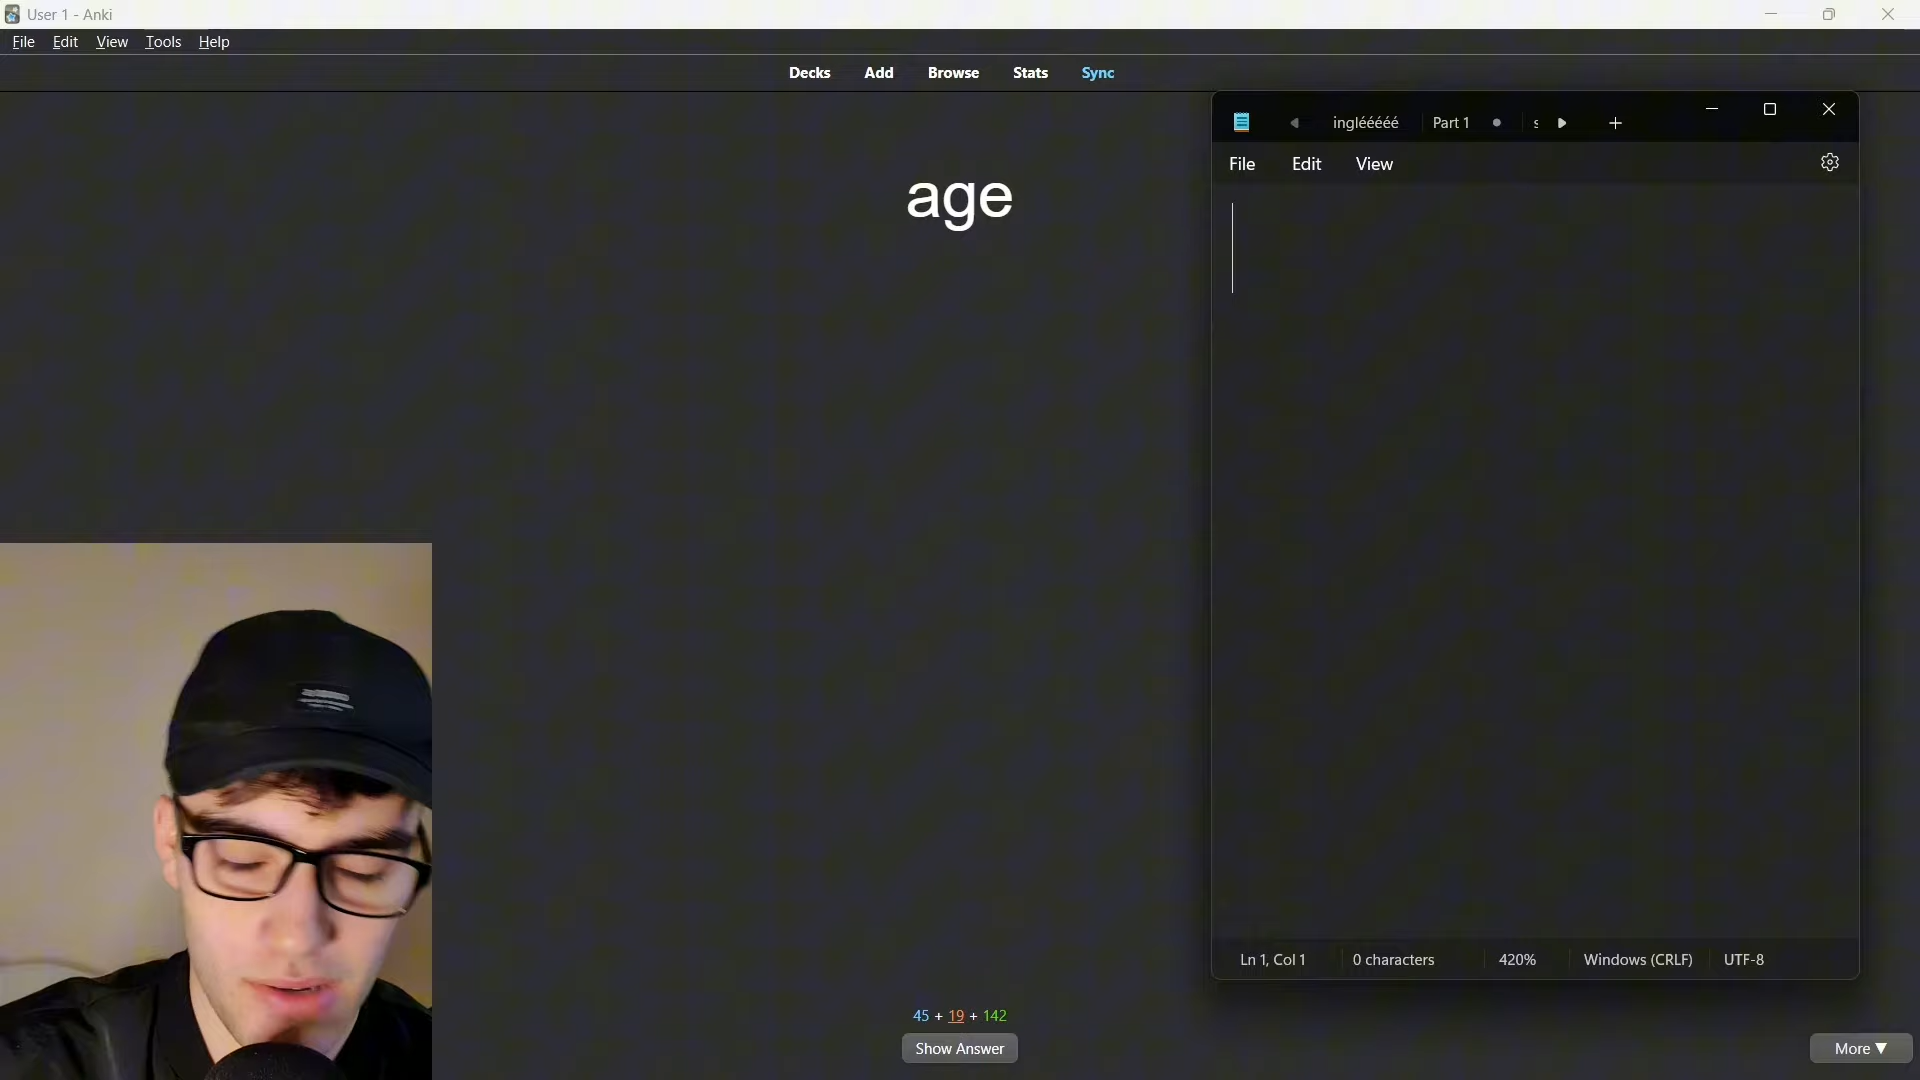 User 1 - Anki
File Edit View Tools Help
Decks Add Browse Stats Sync
age
45 + 19 + 142
Show Answer
More ▼
ingléééééé
Part 1
s
File Edit View
Ln 1, Col 1 0 characters 420% Windows (CRLF) UTF-8